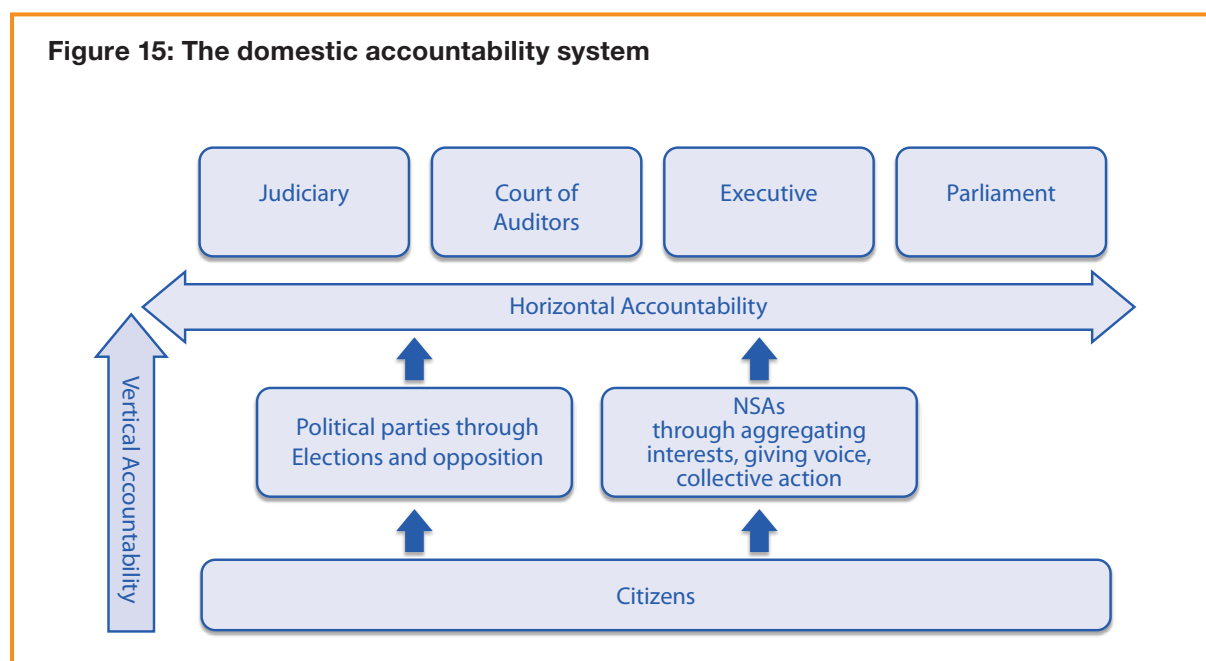 Figure 15: The domestic accountability system
Judiciary
Court of
Auditors
Executive
Parliament
Horizontal Accountability
Vertical Accountability
Political parties through
Elections and opposition
NSAs
through aggregating
interests, giving voice,
collective action
Citizens